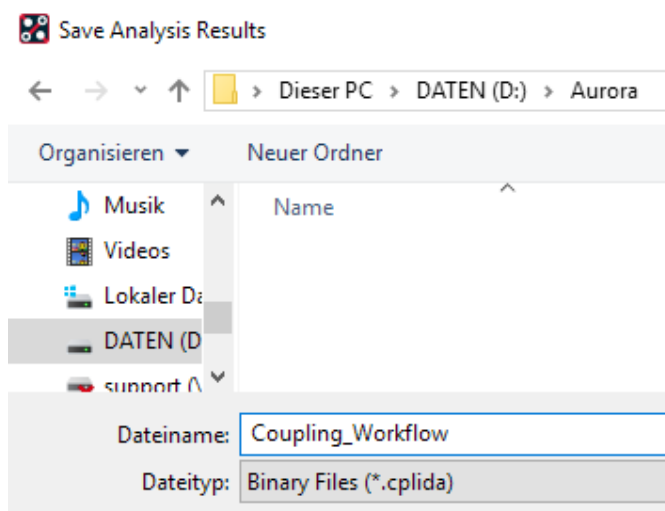 Save Analysis Results
Dieser PC > DATEN (D:) > Aurora
Organisieren Neuer Ordner
Musik
Name
Videos
Lokaler Da
DATEN (D
support (\
Dateiname: Coupling_Workflow
Dateityp: Binary Files (*.cplida)